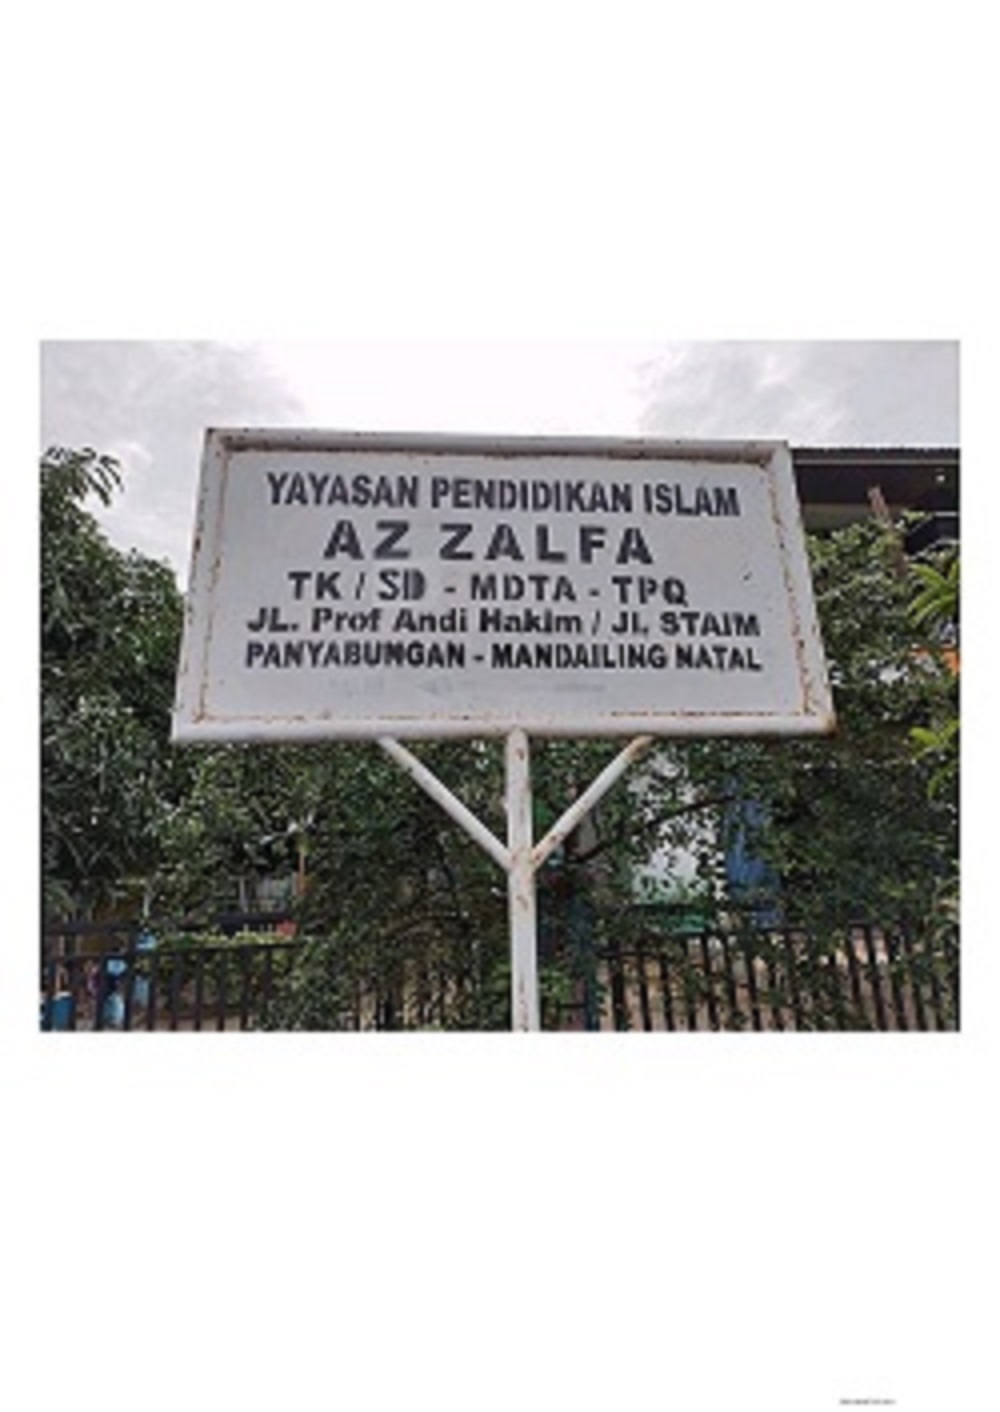 YAYASAN PENDIDIKAN ISLAM
AZ ZALFA
TK / SD - MDTA - TPQ
JL. Prof Andi Hakim / Jl. STAIM
PANYABUNGAN - MANDAILING NATAL